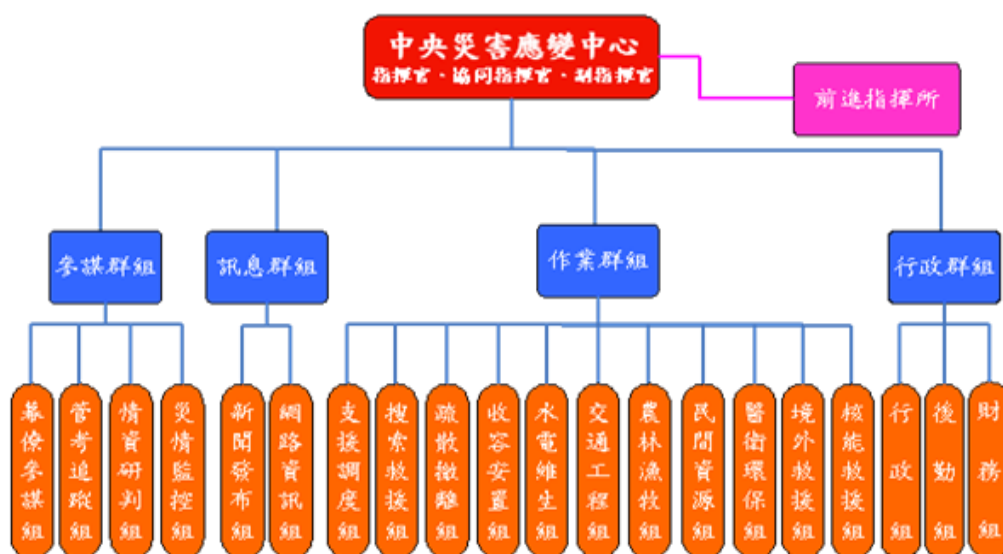 中央災害應變中心
指揮官、協同指揮官、副指揮官
前進指揮所
參謀群組
訊息群組
作業群組
行政群組
幕僚參謀組
管考追蹤組
情資研判組
災情監控組
新聞發布組
網路資訊組
支援調度組
搜索救援組
疏散撤離組
收容安置組
水電維生組
交通工程組
農林漁牧組
民間資源組
醫衛環保組
境外救援組
核能救援組
行政組
後勤組
財務組